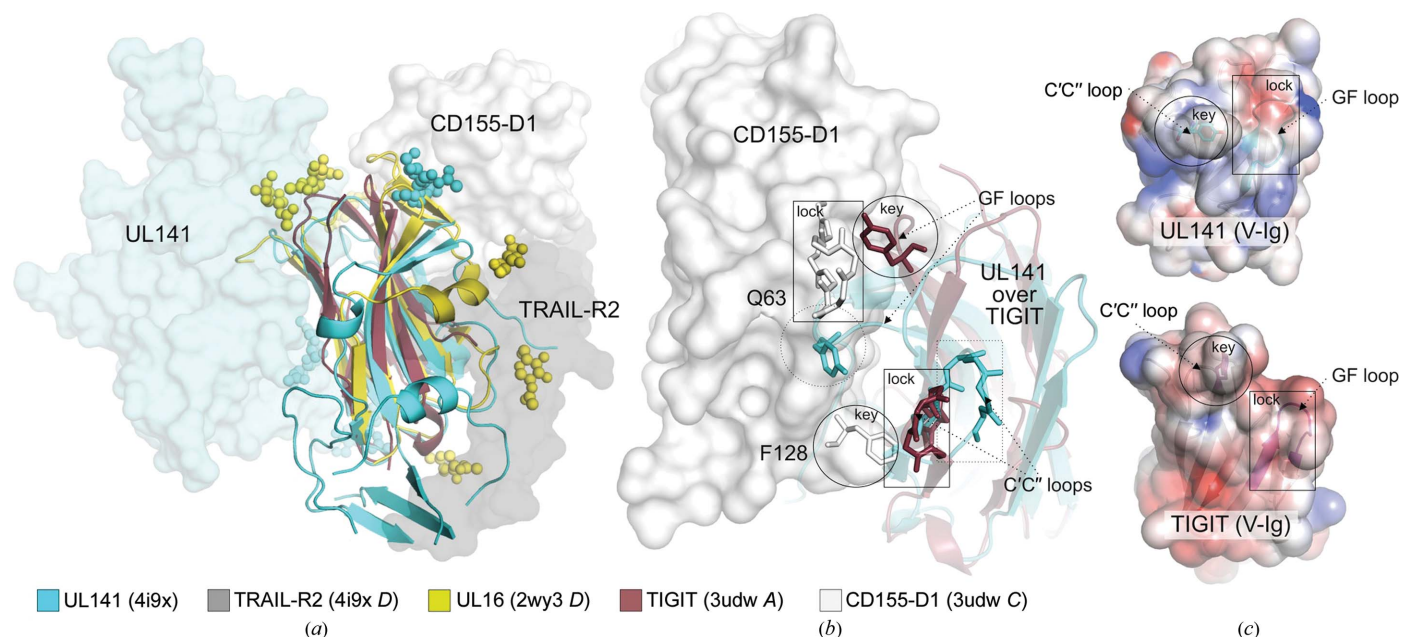 UL141
CD155-D1
TRAIL-R2
CD155-D1
lock
key
GF loops
UL141
over
TIGIT
Q63
lock
key
F128
C′C″ loops
C′C″ loop
key
lock
GF loop
UL141 (V-Ig)
C′C″ loop
key
lock
GF loop
TIGIT (V-Ig)
UL141 (4i9x) TRAIL-R2 (4i9x D) UL16 (2wy3 D) TIGIT (3udw A) CD155-D1 (3udw C)
(a) (b) (c)